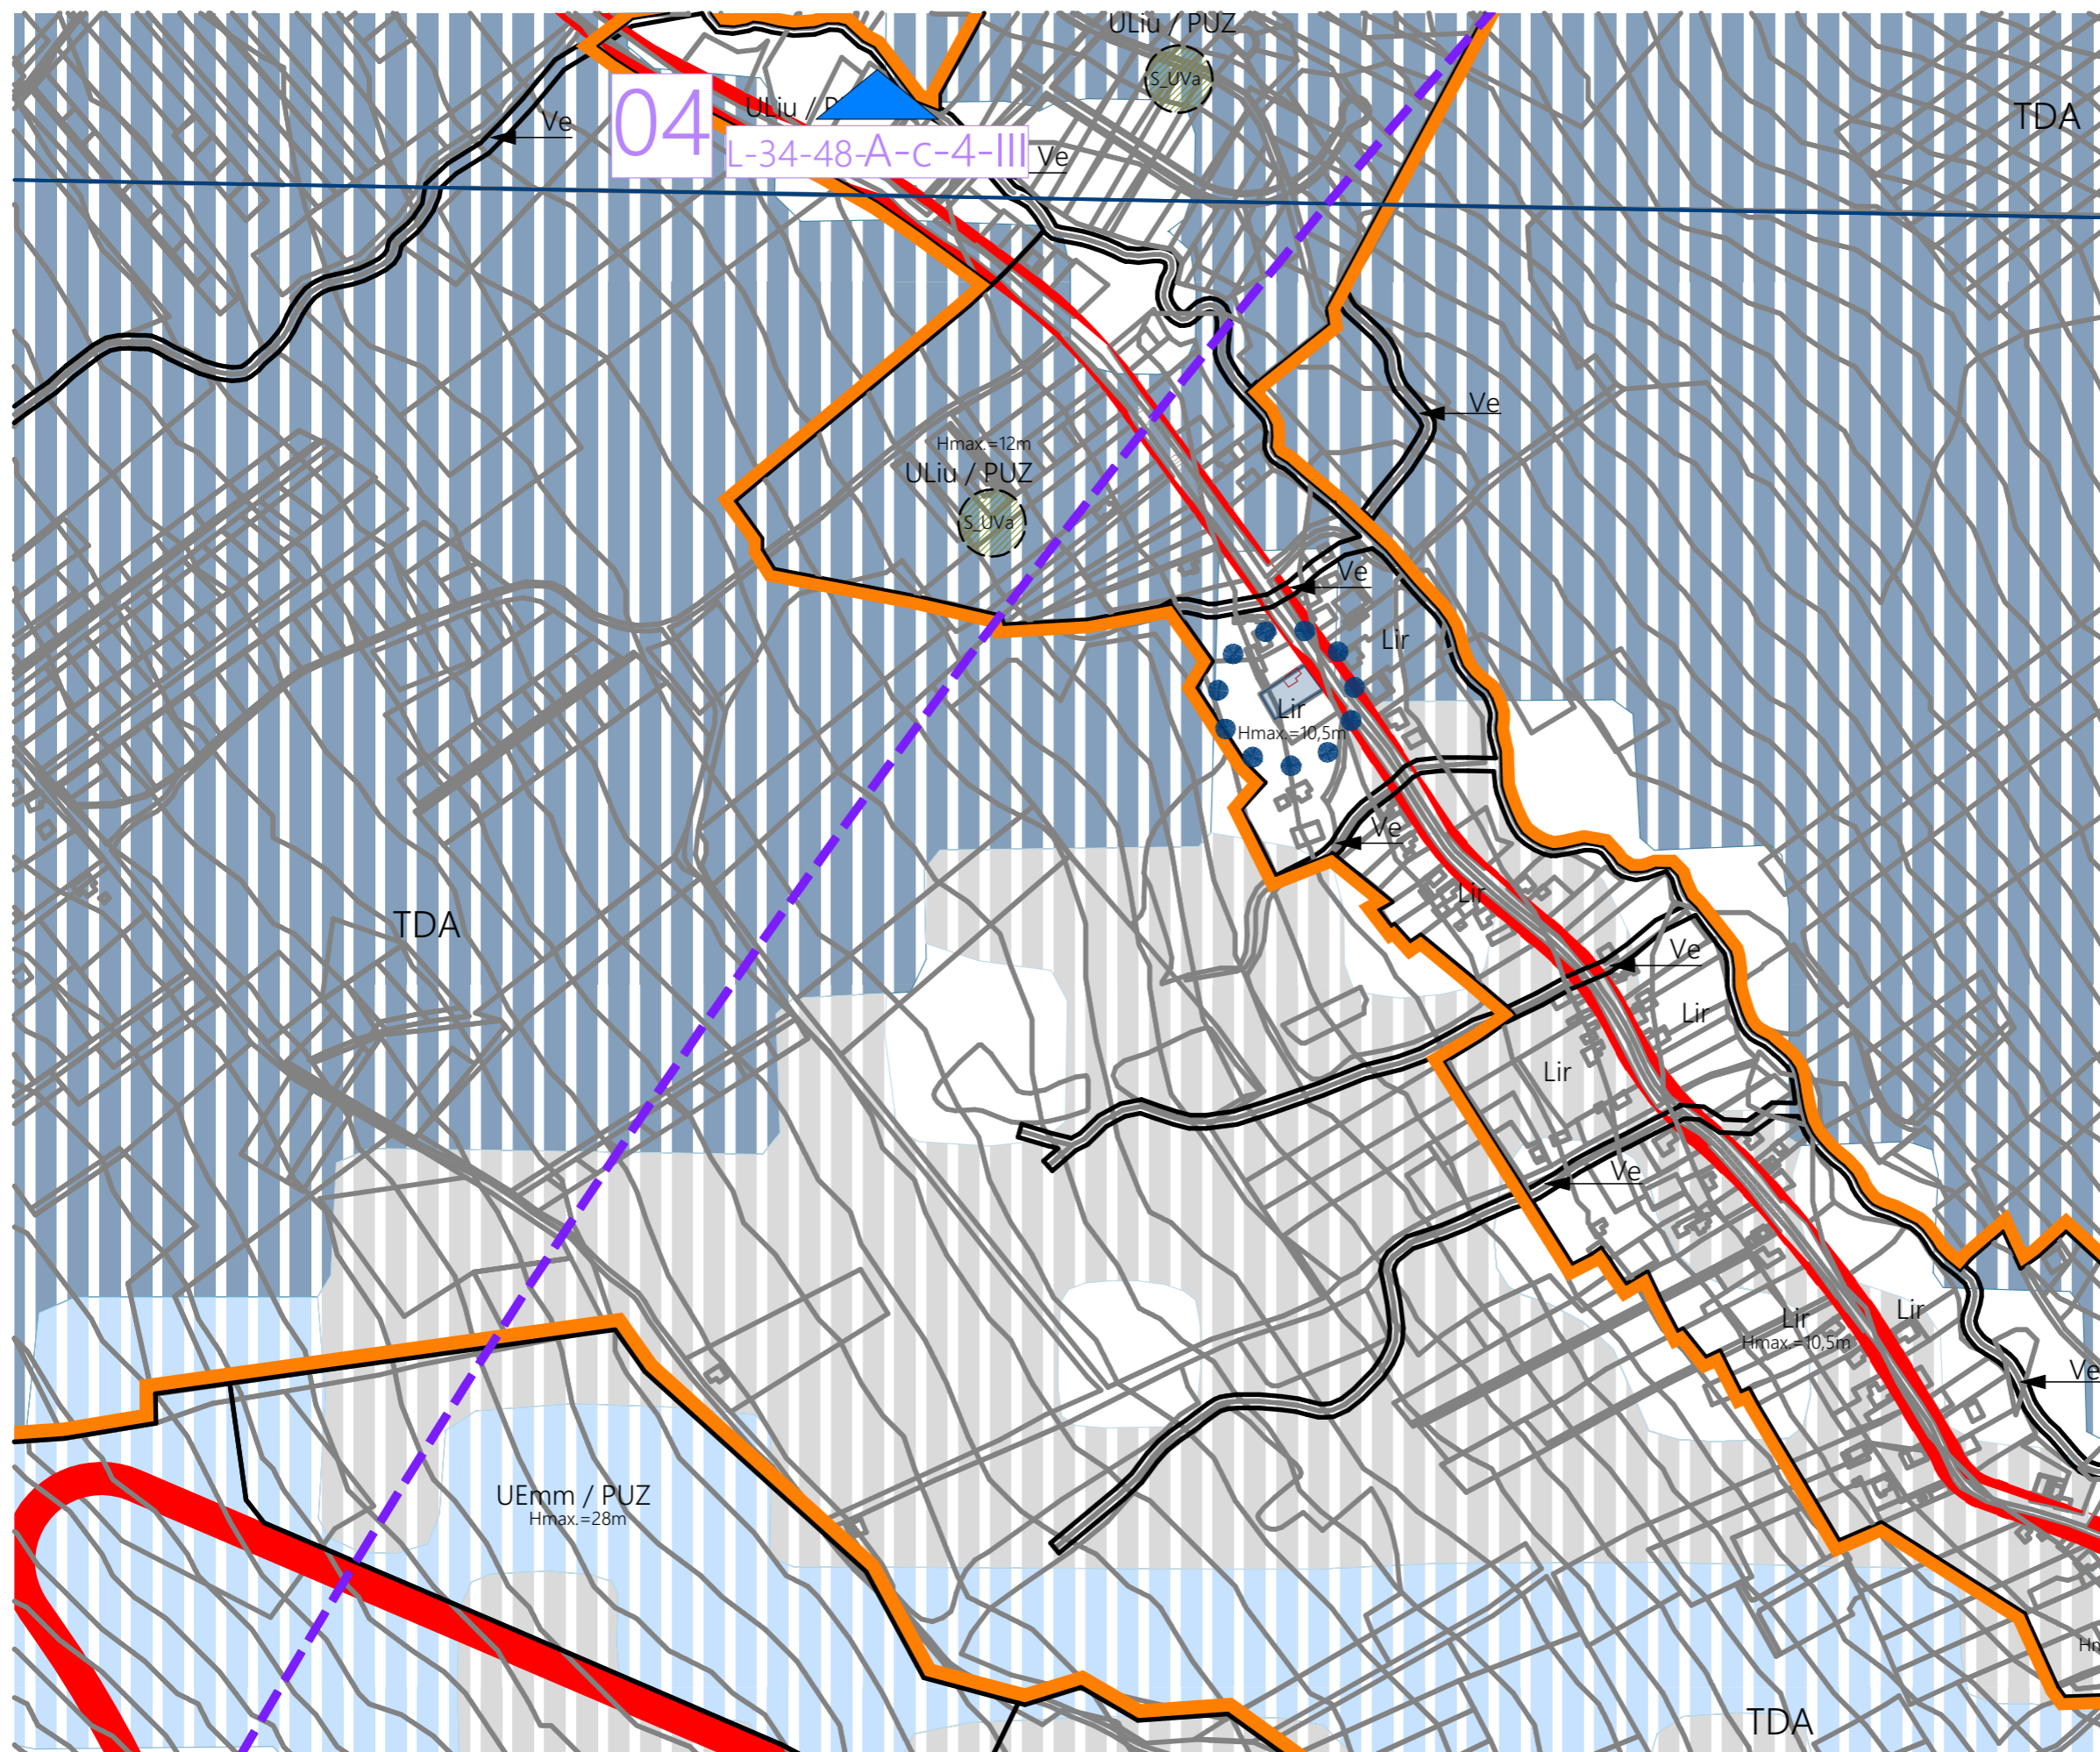 ULiu / PUZ
S_UVa
TDA
ULiu / P
04
Ve
L-34-48-A-c-4-III
Ve
Ve
Hmax.=12m
ULiu / PUZ
S_UVa
Ve
Lir
Lir
Hmax.=10,5m
Ve
Lir
TDA
Ve
Lir
Lir
Ve
Lir
Lir
Hmax.=10,5m
Ve
UEmm / PUZ
Hmax.=28m
TDA